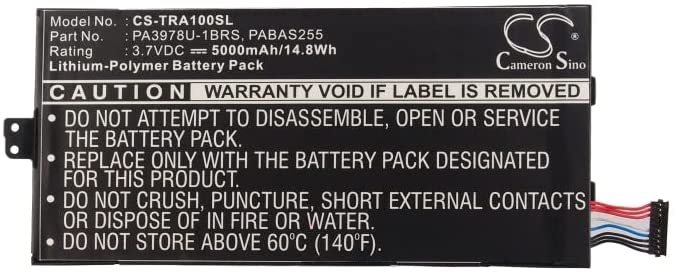 Model No. : CS-TRA100SL
Part No. : PA3978U-1BRS, PABAS255
Rating : 3.7VDC ⎓ 5000mAh/14.8Wh
Lithium-Polymer Battery Pack
CS
Cameron Sino
CAUTION WARRANTY VOID IF LABEL IS REMOVED
• DO NOT ATTEMPT TO DISASSEMBLE, OPEN OR SERVICE
THE BATTERY PACK.
• REPLACE ONLY WITH THE BATTERY PACK DESIGNATED FOR
THIS PRODUCT.
• DO NOT CRUSH, PUNCTURE, SHORT EXTERNAL CONTACTS
OR DISPOSE OF IN FIRE OR WATER.
• DO NOT STORE ABOVE 60°C (140°F)